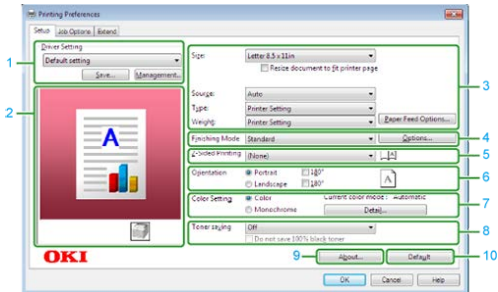 Printing Preferences
Setup Job Options Extend
Driver Setting
Default setting
Save... Management...
1
2
A
OKI
Size: Letter 8.5 x 11in
Resize document to fit printer page
Source: Auto
Type: Printer Setting
Weight: Printer Setting
Paper Feed Options...
3
Finishing Mode Standard Options...
4
2-Sided Printing (None)
5
Orientation Portrait 180°
Landscape 180°
A
6
Color Setting Color Current color mode : Automatic
Monochrome Detail...
7
Toner saving Off
Do not save 100% black toner
8
9 About... Default 10
OK Cancel Help